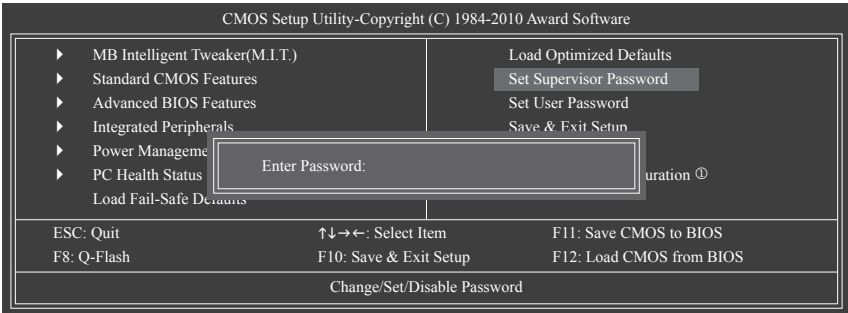 CMOS Setup Utility-Copyright (C) 1984-2010 Award Software
MB Intelligent Tweaker(M.I.T.)
Standard CMOS Features
Advanced BIOS Features
Integrated Peripherals
Power Manageme
PC Health Status
Load Fail-Safe Defaults
Load Optimized Defaults
Set Supervisor Password
Set User Password
Save & Exit Setup
uration ①
Enter Password:
ESC: Quit ↑↓→←: Select Item F11: Save CMOS to BIOS
F8: Q-Flash F10: Save & Exit Setup F12: Load CMOS from BIOS
Change/Set/Disable Password